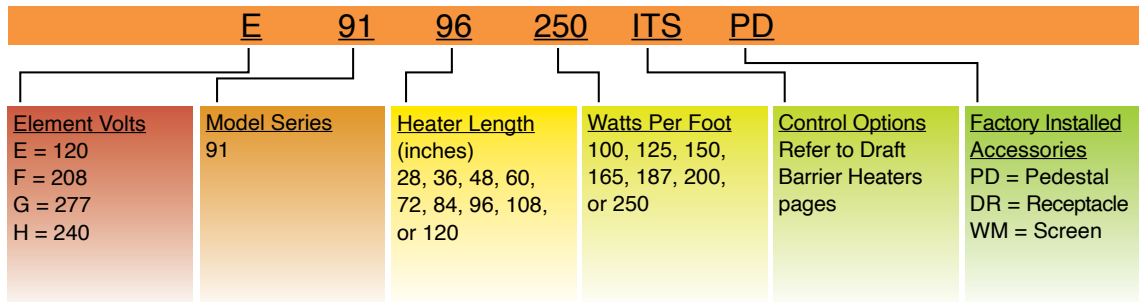 E 91 96 250 ITS PD
Element Volts
E = 120
F = 208
G = 277
H = 240
Model Series
91
Heater Length
(inches)
28, 36, 48, 60,
72, 84, 96, 108,
or 120
Watts Per Foot
100, 125, 150,
165, 187, 200,
or 250
Control Options
Refer to Draft
Barrier Heaters
pages
Factory Installed
Accessories
PD = Pedestal
DR = Receptacle
WM = Screen